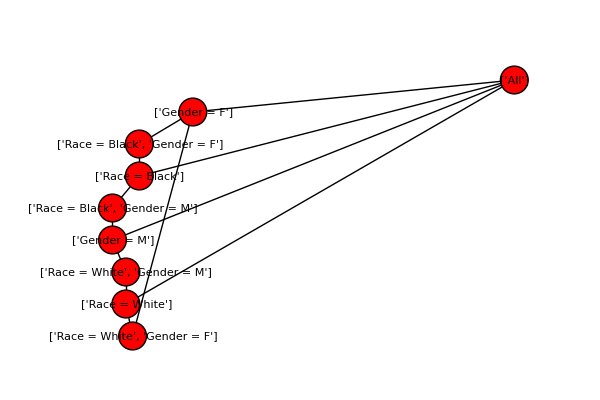 ['All']
['Gender = F']
['Race = Black', 'Gender = F']
['Race = Black']
['Race = Black', 'Gender = M']
['Gender = M']
['Race = White', 'Gender = M']
['Race = White']
['Race = White', 'Gender = F']